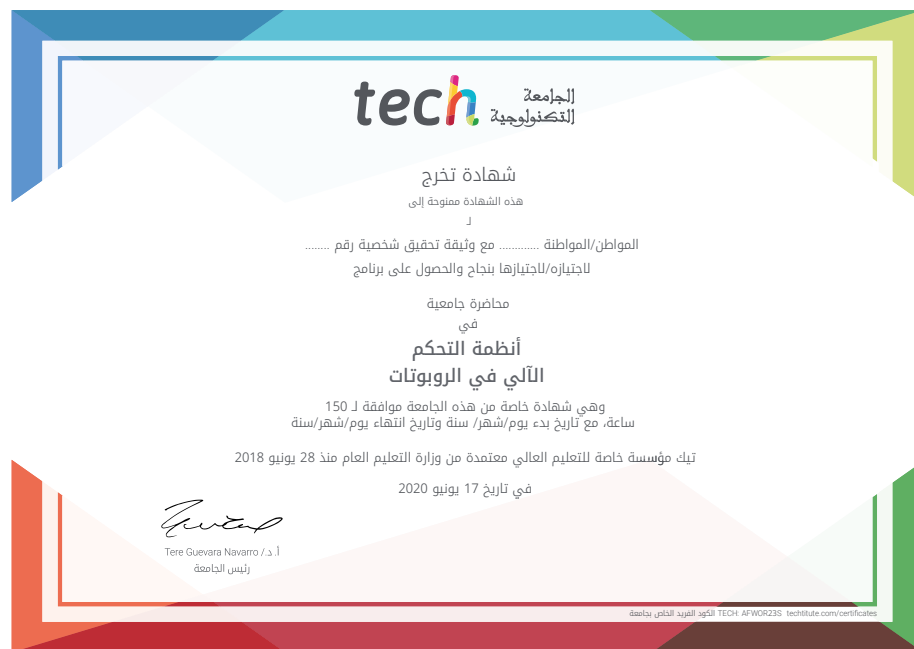 tech الجامعة
التكنولوجية
شهادة تخرج
هذه الشهادة ممنوحة إلى
لـ
المواطن/المواطنة ............. مع وثيقة تحقيق شخصية رقم ........
لاجتيازه/لاجتيازها بنجاح والحصول على برنامج
محاضرة جامعية
في
أنظمة التحكم
الآلي في الروبوتات
وهي شهادة خاصة من هذه الجامعة موافقة لـ 150
ساعة، مع تاريخ بدء يوم/شهر/ سنة وتاريخ انتهاء يوم/شهر/سنة
تيك مؤسسة خاصة للتعليم العالي معتمدة من وزارة التعليم العام منذ 28 يونيو 2018
في تاريخ 17 يونيو 2020
أ.د./ Tere Guevara Navarro
رئيس الجامعة
الكود الفريد الخاص بجامعة TECH: AFWOR23S techtitute.com/certificates